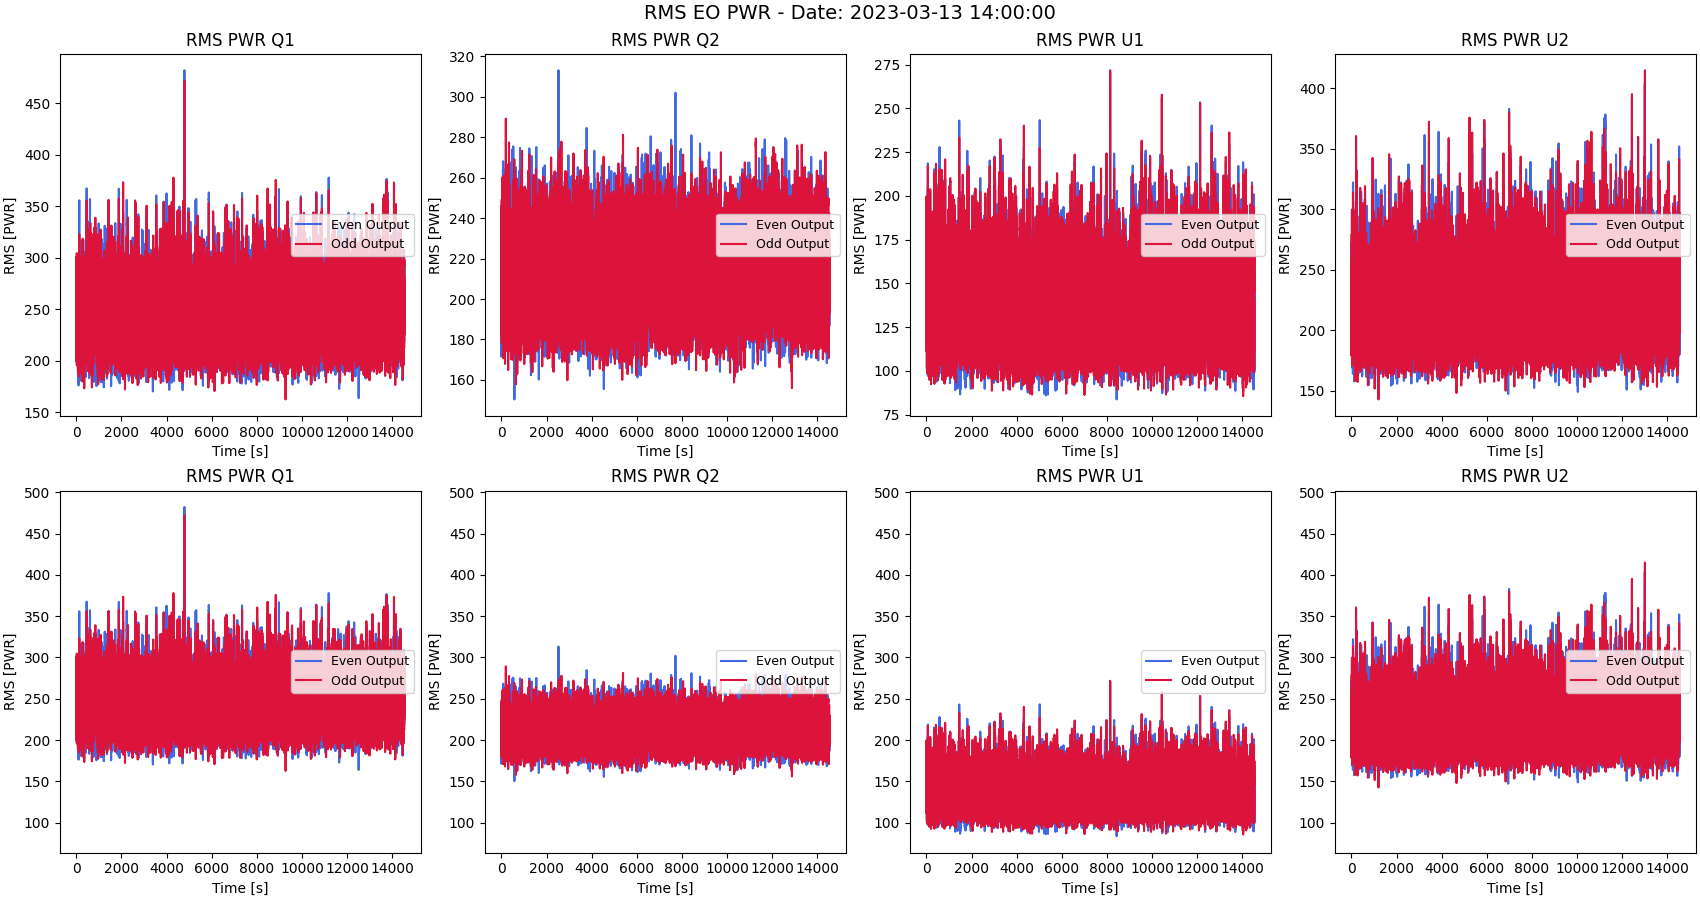 RMS EO PWR - Date: 2023-03-13 14:00:00
RMS PWR Q1
RMS [PWR]
450
400
350
300
250
200
150
Even Output
Odd Output
0 2000 4000 6000 8000 10000 12000 14000
Time [s]
RMS PWR Q2
RMS [PWR]
320
300
280
260
240
220
200
180
160
Even Output
Odd Output
0 2000 4000 6000 8000 10000 12000 14000
Time [s]
RMS PWR U1
RMS [PWR]
275
250
225
200
175
150
125
100
75
Even Output
Odd Output
0 2000 4000 6000 8000 10000 12000 14000
Time [s]
RMS PWR U2
RMS [PWR]
400
350
300
250
200
150
Even Output
Odd Output
0 2000 4000 6000 8000 10000 12000 14000
Time [s]
RMS PWR Q1
RMS [PWR]
500
450
400
350
300
250
200
150
100
Even Output
Odd Output
0 2000 4000 6000 8000 10000 12000 14000
Time [s]
RMS PWR Q2
RMS [PWR]
500
450
400
350
300
250
200
150
100
Even Output
Odd Output
0 2000 4000 6000 8000 10000 12000 14000
Time [s]
RMS PWR U1
RMS [PWR]
500
450
400
350
300
250
200
150
100
Even Output
Odd Output
0 2000 4000 6000 8000 10000 12000 14000
Time [s]
RMS PWR U2
RMS [PWR]
500
450
400
350
300
250
200
150
100
Even Output
Odd Output
0 2000 4000 6000 8000 10000 12000 14000
Time [s]